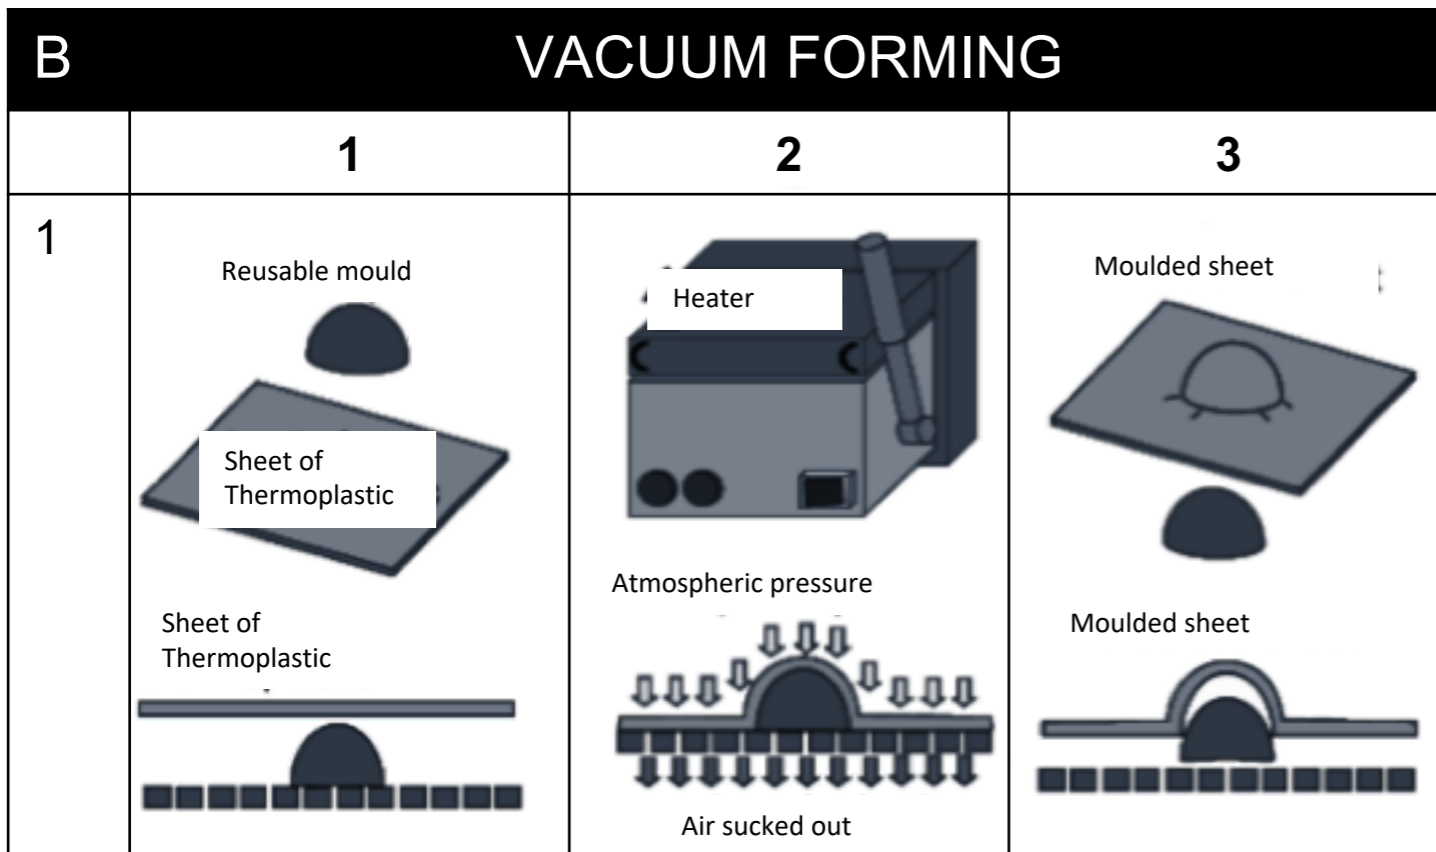 B VACUUM FORMING
1 2 3
1
Reusable mould
Sheet of
Thermoplastic
Sheet of
Thermoplastic
Heater
Atmospheric pressure
Air sucked out
Moulded sheet
Moulded sheet